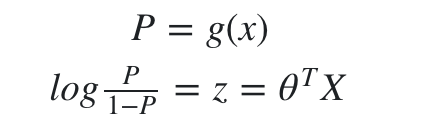 P = g(x)
log P/1−P = z = θ^T X